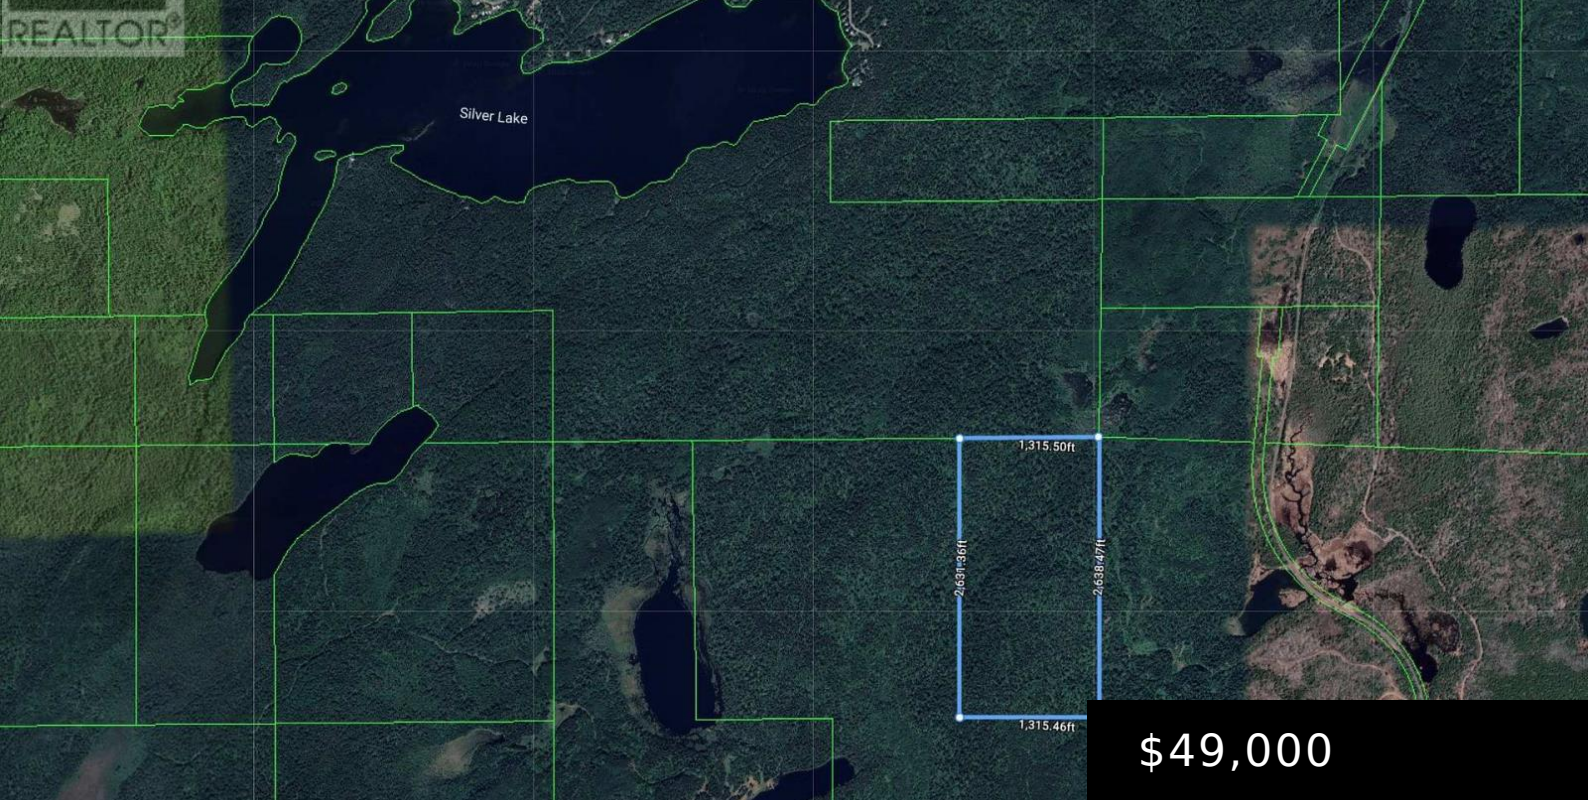 REALTOR®
Silver Lake
1,315.50ft
2,631.36ft
2,638.47ft
1,315.46ft
$49,000